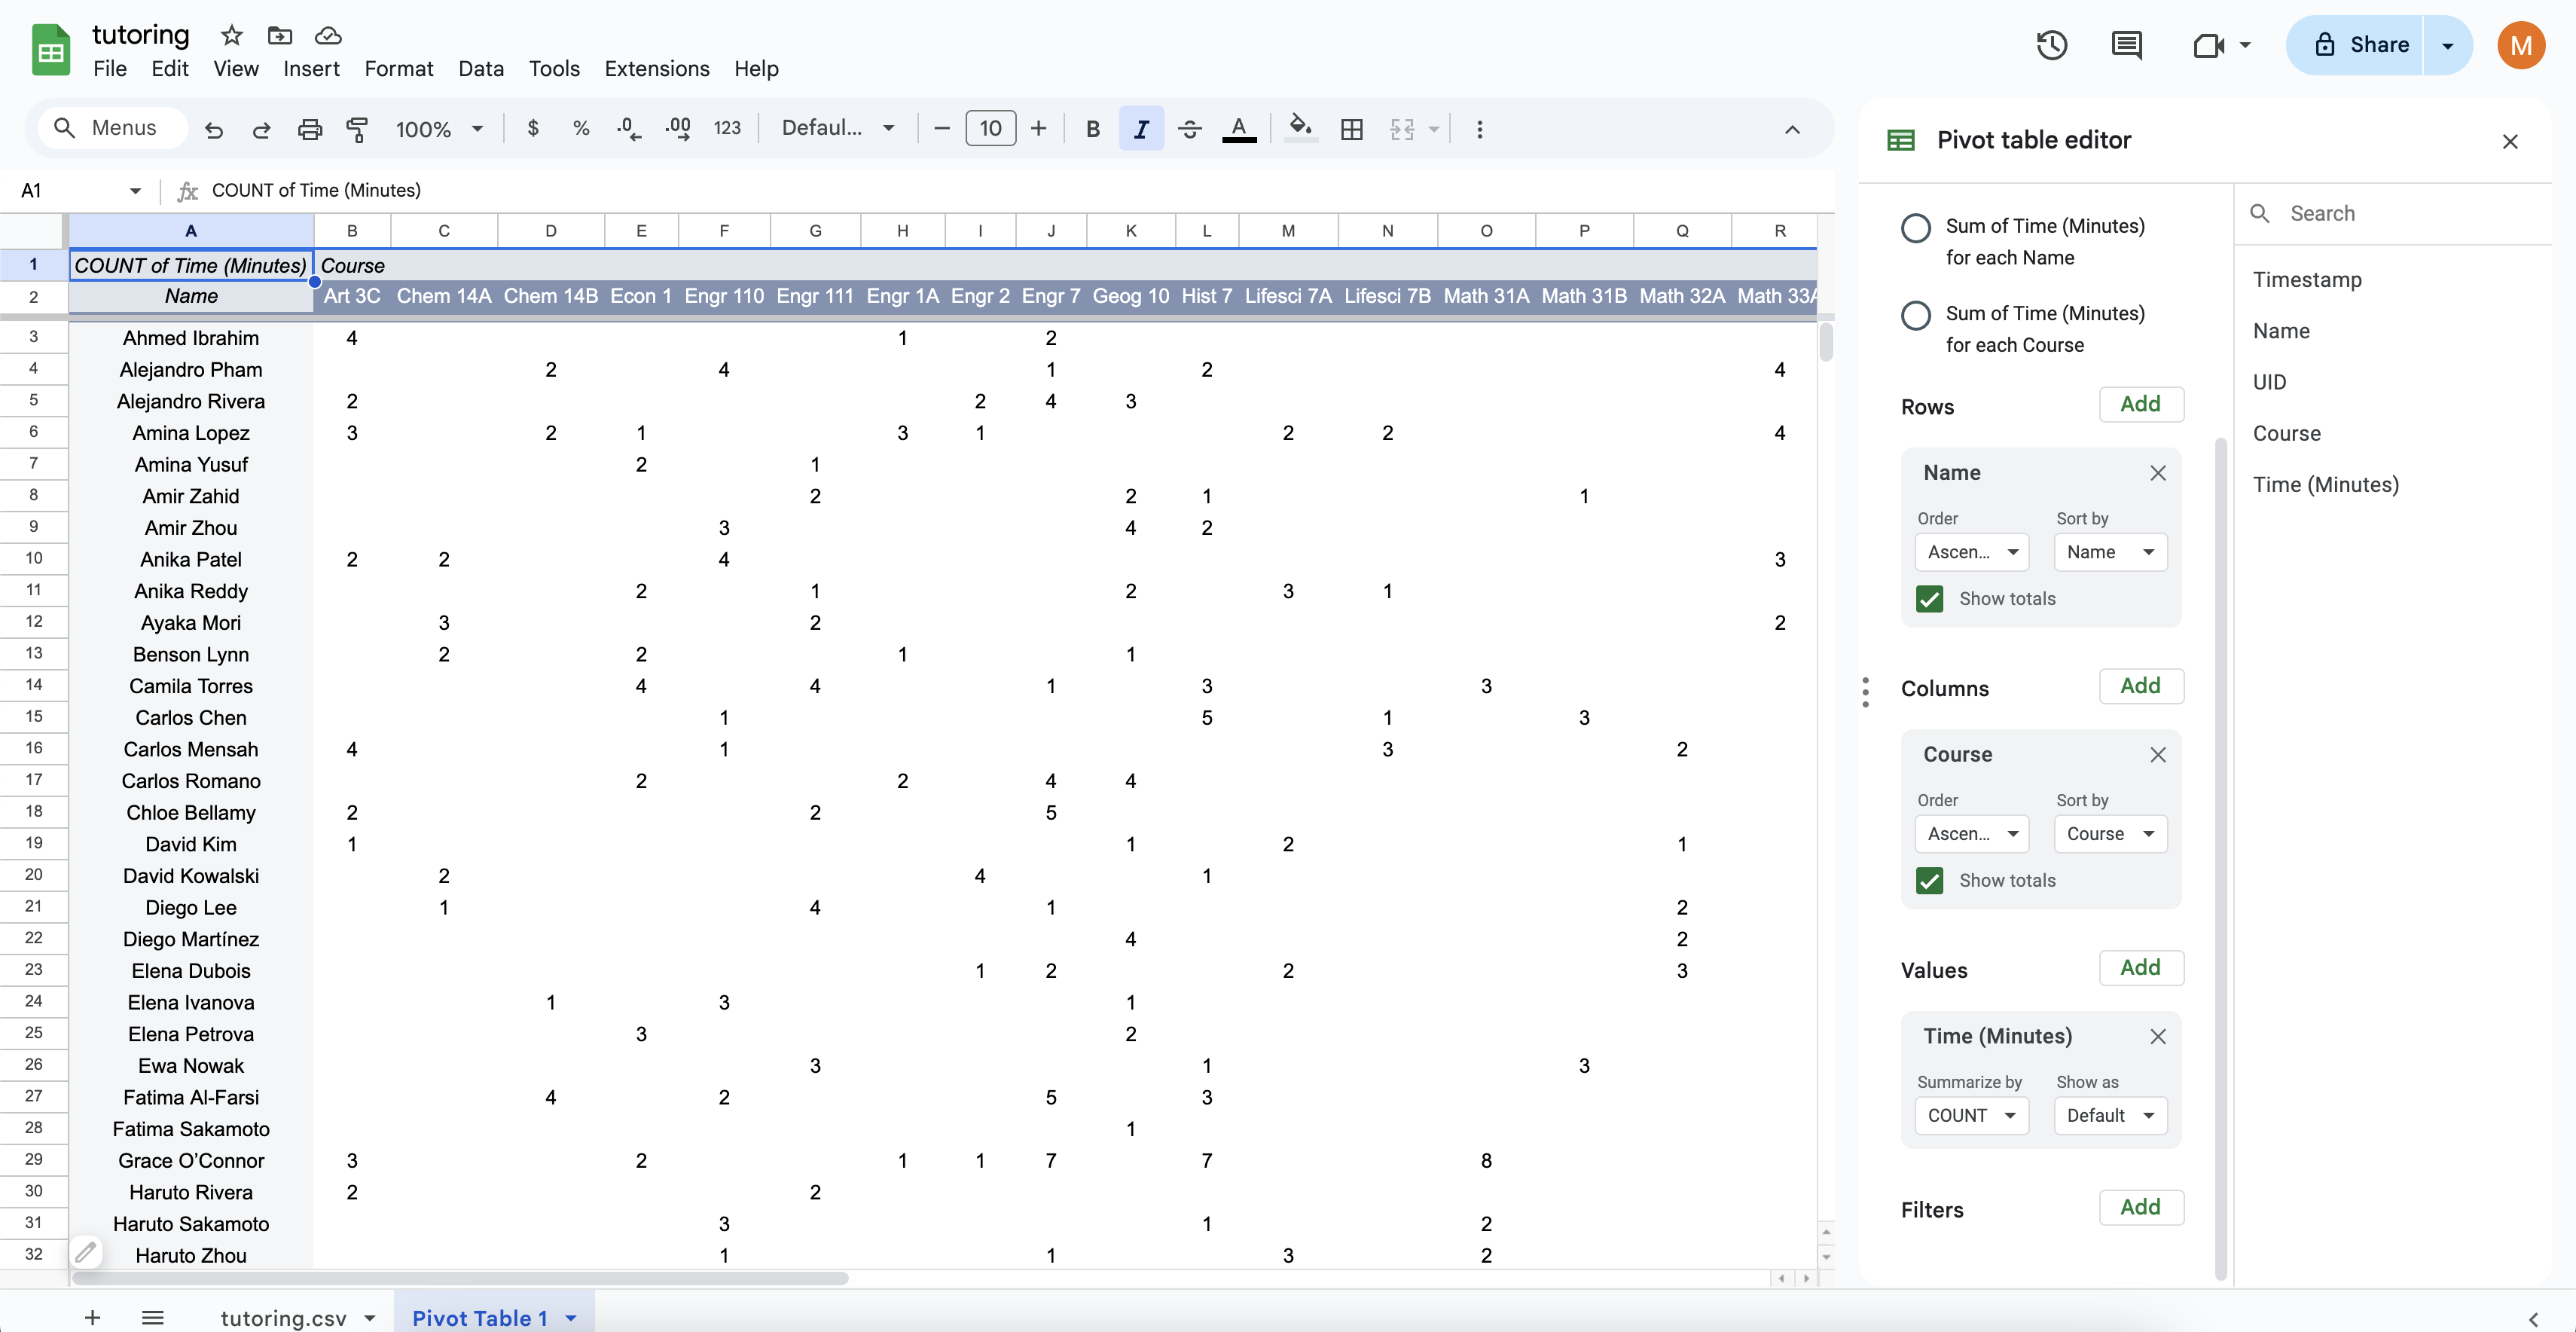 tutoring
File Edit View Insert Format Data Tools Extensions Help
Share
M
Menus 100% $ % .0 .00 123 Defaul... 10 B I A
A1 fx COUNT of Time (Minutes)
A B C D E F G H I J K L M N O P Q R
1 COUNT of Time (Minutes) Course
2 Name Art 3C Chem 14A Chem 14B Econ 1 Engr 110 Engr 111 Engr 1A Engr 2 Engr 7 Geog 10 Hist 7 Lifesci 7A Lifesci 7B Math 31A Math 31B Math 32A Math 33A
3 Ahmed Ibrahim 4 1 2
4 Alejandro Pham 2 4 1 2 4
5 Alejandro Rivera 2 2 4 3
6 Amina Lopez 3 2 1 3 1 2 2 4
7 Amina Yusuf 2 1
8 Amir Zahid 2 2 1 1
9 Amir Zhou 3 4 2
10 Anika Patel 2 2 4 3
11 Anika Reddy 2 1 2 3 1
12 Ayaka Mori 3 2 2
13 Benson Lynn 2 2 1 1
14 Camila Torres 4 4 1 3 3
15 Carlos Chen 1 5 1 3
16 Carlos Mensah 4 1 3 2
17 Carlos Romano 2 2 4 4
18 Chloe Bellamy 2 2 5
19 David Kim 1 1 2 1
20 David Kowalski 2 4 1
21 Diego Lee 1 4 1 2
22 Diego Martínez 4 2
23 Elena Dubois 1 2 2 3
24 Elena Ivanova 1 3 1
25 Elena Petrova 3 2
26 Ewa Nowak 3 1 3
27 Fatima Al-Farsi 4 2 5 3
28 Fatima Sakamoto 1
29 Grace O’Connor 3 2 1 1 7 7 8
30 Haruto Rivera 2 2
31 Haruto Sakamoto 3 1 2
32 Haruto Zhou 1 1 3 2
tutoring.csv Pivot Table 1
Pivot table editor
Sum of Time (Minutes)
for each Name
Sum of Time (Minutes)
for each Course
Rows Add
Name
Order Sort by
Ascen... Name
Show totals
Columns Add
Course
Order Sort by
Ascen... Course
Show totals
Values Add
Time (Minutes)
Summarize by Show as
COUNT Default
Filters Add
Search
Timestamp
Name
UID
Course
Time (Minutes)